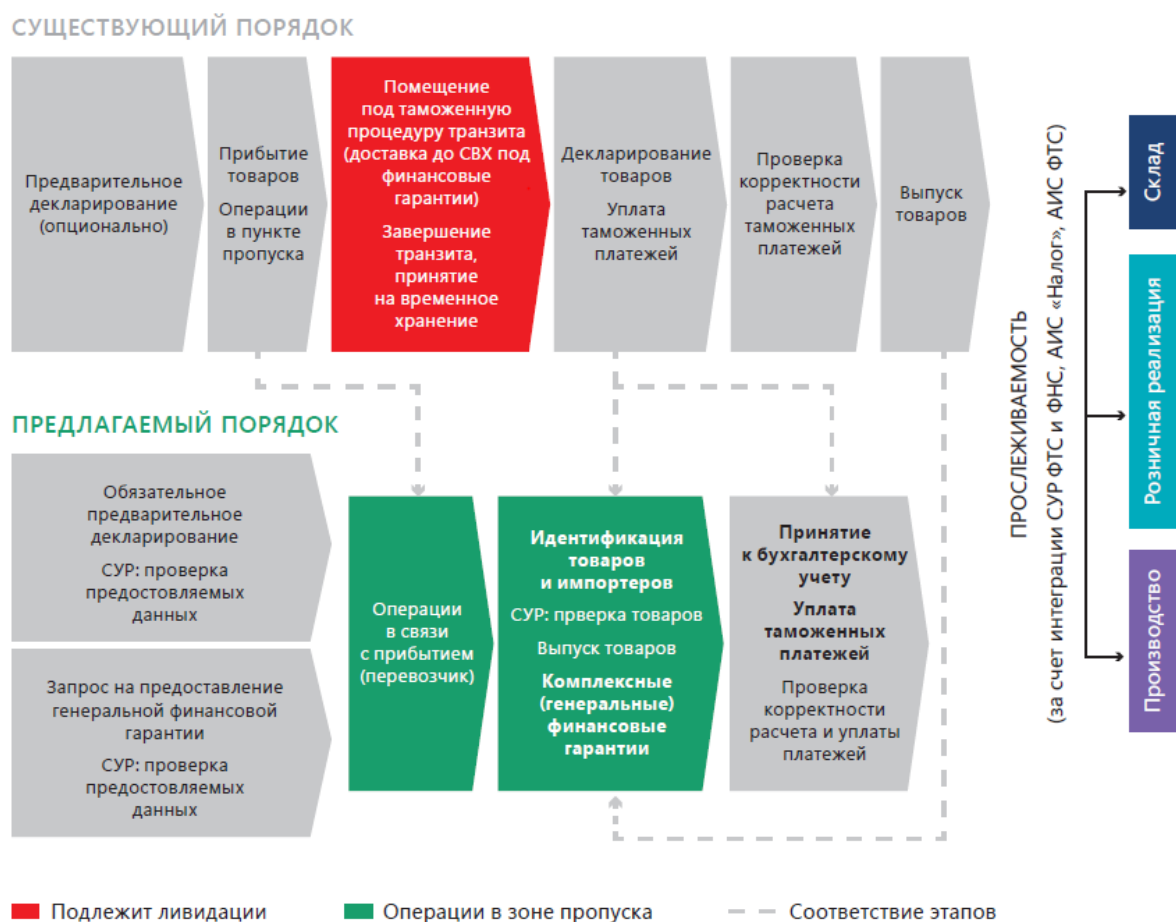 СУЩЕСТВУЮЩИЙ ПОРЯДОК
Предварительное
декларирование
(опционально)
Прибытие
товаров
Операции
в пункте
пропуска
Помещение
под таможенную
процедуру транзита
(доставка до СВХ под
финансовые
гарантии)
Завершение
транзита,
принятие
на временное
хранение
Декларирование
товаров
Уплата
таможенных
платежей
Проверка
корректности
расчета
таможенных
платежей
Выпуск
товаров
ПРЕДЛАГАЕМЫЙ ПОРЯДОК
Обязательное
предварительное
декларирование
СУР: проверка
предостовляемых
данных
Запрос на предоставление
генеральной финансовой
гарантии
СУР: проверка
предостовляемых
данных
Операции
в связи
с прибытием
(перевозчик)
Идентификация
товаров
и импортеров
СУР: прверка товаров
Выпуск товаров
Комплексные
(генеральные)
финансовые
гарантии
Принятие
к бухгалтерскому
учету
Уплата
таможенных
платежей
Проверка
корректности
расчета и уплаты
платежей
ПРОСЛЕЖИВАЕМОСТЬ
(за счет интеграции СУР ФТС и ФНС, АИС «Налог», АИС ФТС)
Склад
Розничная реализация
Производство
Подлежит ливидации
Операции в зоне пропуска
Соответствие этапов